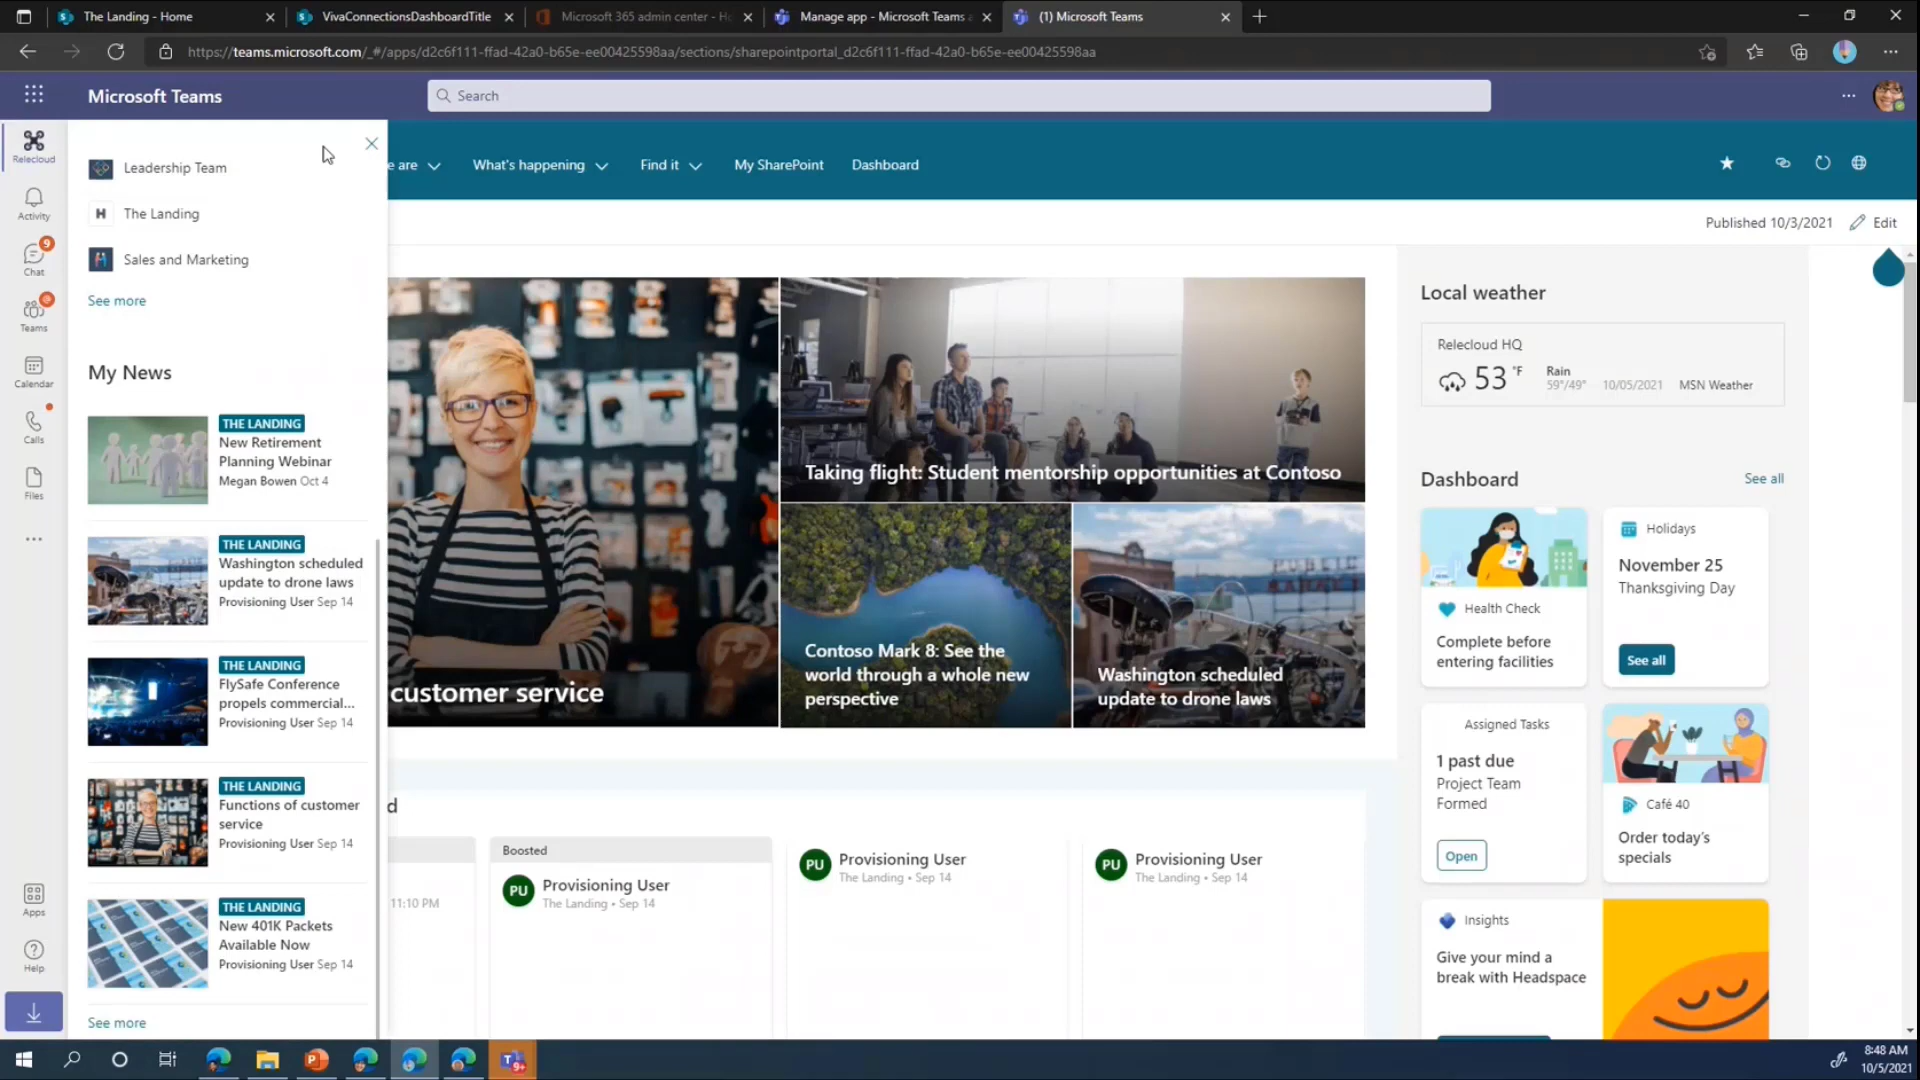 The Landing - Home
VivaConnectionsDashboardTitle
Microsoft 365 admin center - H
Manage app - Microsoft Teams a
(1) Microsoft Teams
https://teams.microsoft.com/_#/apps/d2c6f111-ffad-42a0-b65e-ee00425598aa/sections/sharepointportal_d2c6f111-ffad-42a0-b65e-ee00425598aa
Microsoft Teams
Search
Relecloud
Activity
9
Chat
Teams
Calendar
Calls
Files
Apps
Help
Leadership Team
H
The Landing
Sales and Marketing
See more
My News
THE LANDING
New Retirement
Planning Webinar
Megan Bowen Oct 4
THE LANDING
Washington scheduled
update to drone laws
Provisioning User Sep 14
THE LANDING
FlySafe Conference
propels commercial...
Provisioning User Sep 14
THE LANDING
Functions of customer
service
Provisioning User Sep 14
THE LANDING
New 401K Packets
Available Now
Provisioning User Sep 14
See more
e are
What's happening
Find it
My SharePoint
Dashboard
Published 10/3/2021
Edit
customer service
Taking flight: Student mentorship opportunities at Contoso
Contoso Mark 8: See the
world through a whole new
perspective
Washington scheduled
update to drone laws
d
11:10 PM
Boosted
PU
Provisioning User
The Landing • Sep 14
PU
Provisioning User
The Landing • Sep 14
PU
Provisioning User
The Landing • Sep 14
Local weather
Relecloud HQ
53 °F
Rain
59°/49°
10/05/2021
MSN Weather
Dashboard
See all
Health Check
Complete before
entering facilities
Holidays
November 25
Thanksgiving Day
See all
Assigned Tasks
1 past due
Project Team
Formed
Open
Café 40
Order today's
specials
Insights
Give your mind a
break with Headspace
9+
8:48 AM
10/5/2021